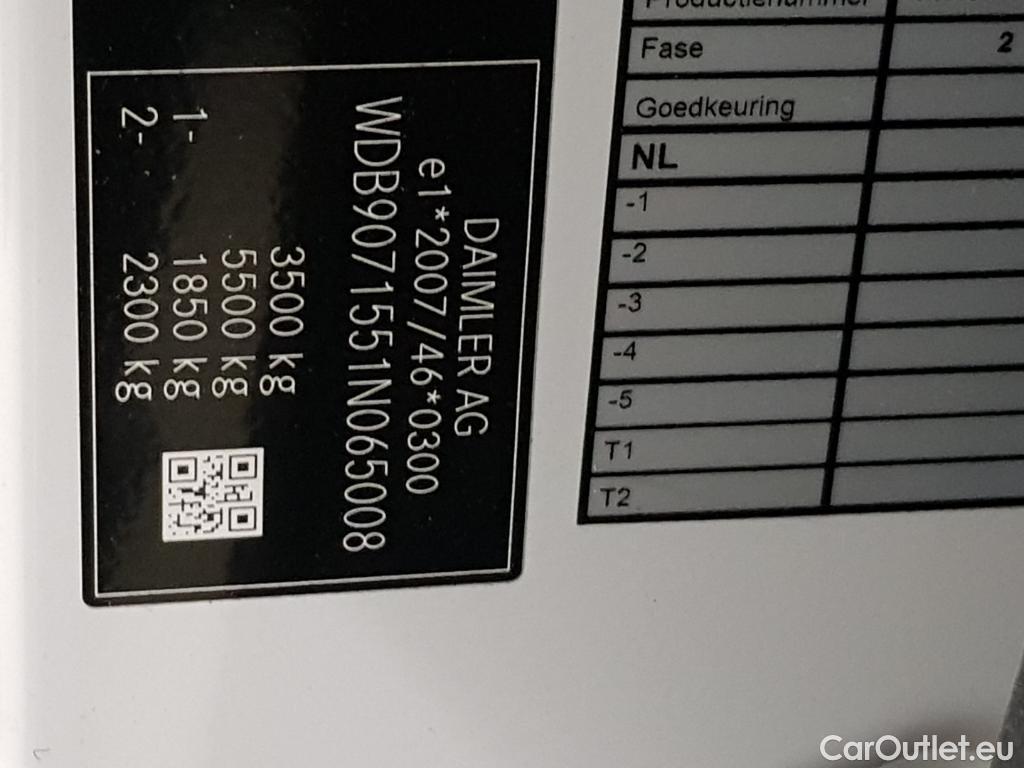 DAIMLER AG
e1*2007/46*0300
WDB9071551N065008
3500 kg
5500 kg
1- 1850 kg
2- 2300 kg
Productienummer
Fase 2
Goedkeuring
NL
-1
-2
-3
-4
-5
T1
T2
CarOutlet.eu